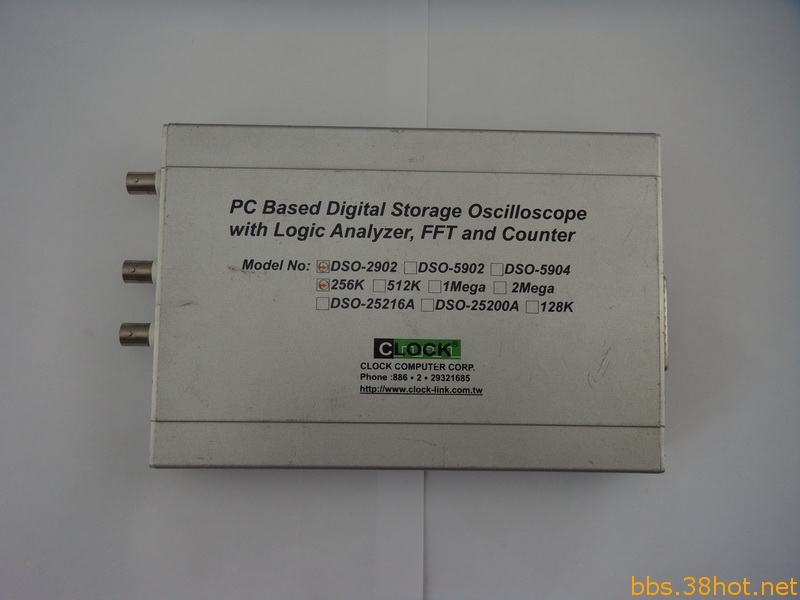 PC Based Digital Storage Oscilloscope
with Logic Analyzer, FFT and Counter
Model No: DSO-2902 DSO-5902 DSO-5904
256K 512K 1Mega 2Mega
DSO-25216A DSO-25200A 128K
CLOCK®
CLOCK COMPUTER CORP.
Phone :886 • 2 • 29321685
http://www.clock-link.com.tw
bbs.38hot.net